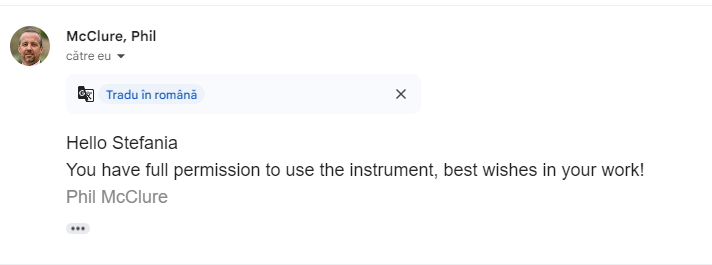 McClure, Phil
către eu
Tradu în română
Hello Stefania
You have full permission to use the instrument, best wishes in your work!
Phil McClure